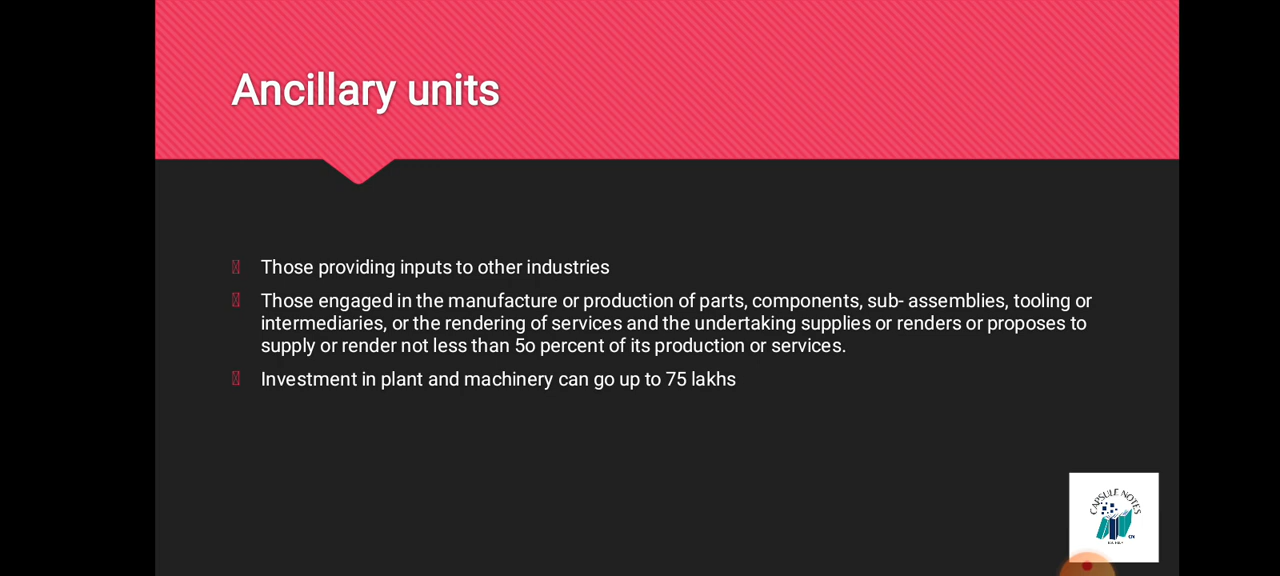 Ancillary units
Those providing inputs to other industries
Those engaged in the manufacture or production of parts, components, sub- assemblies, tooling or
intermediaries, or the rendering of services and the undertaking supplies or renders or proposes to
supply or render not less than 5o percent of its production or services.
Investment in plant and machinery can go up to 75 lakhs
CAPSULE NOTES
CN